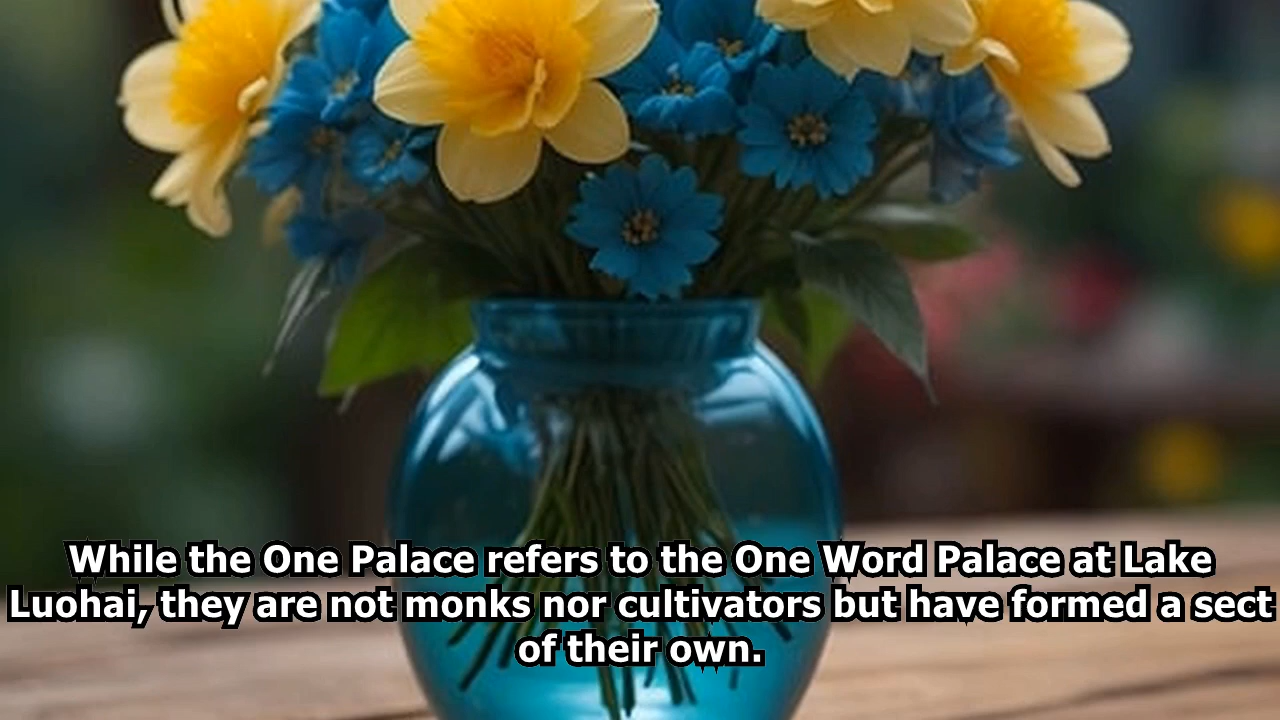 While the One Palace refers to the One Word Palace at Lake
Luohai, they are not monks nor cultivators but have formed a sect
of their own.